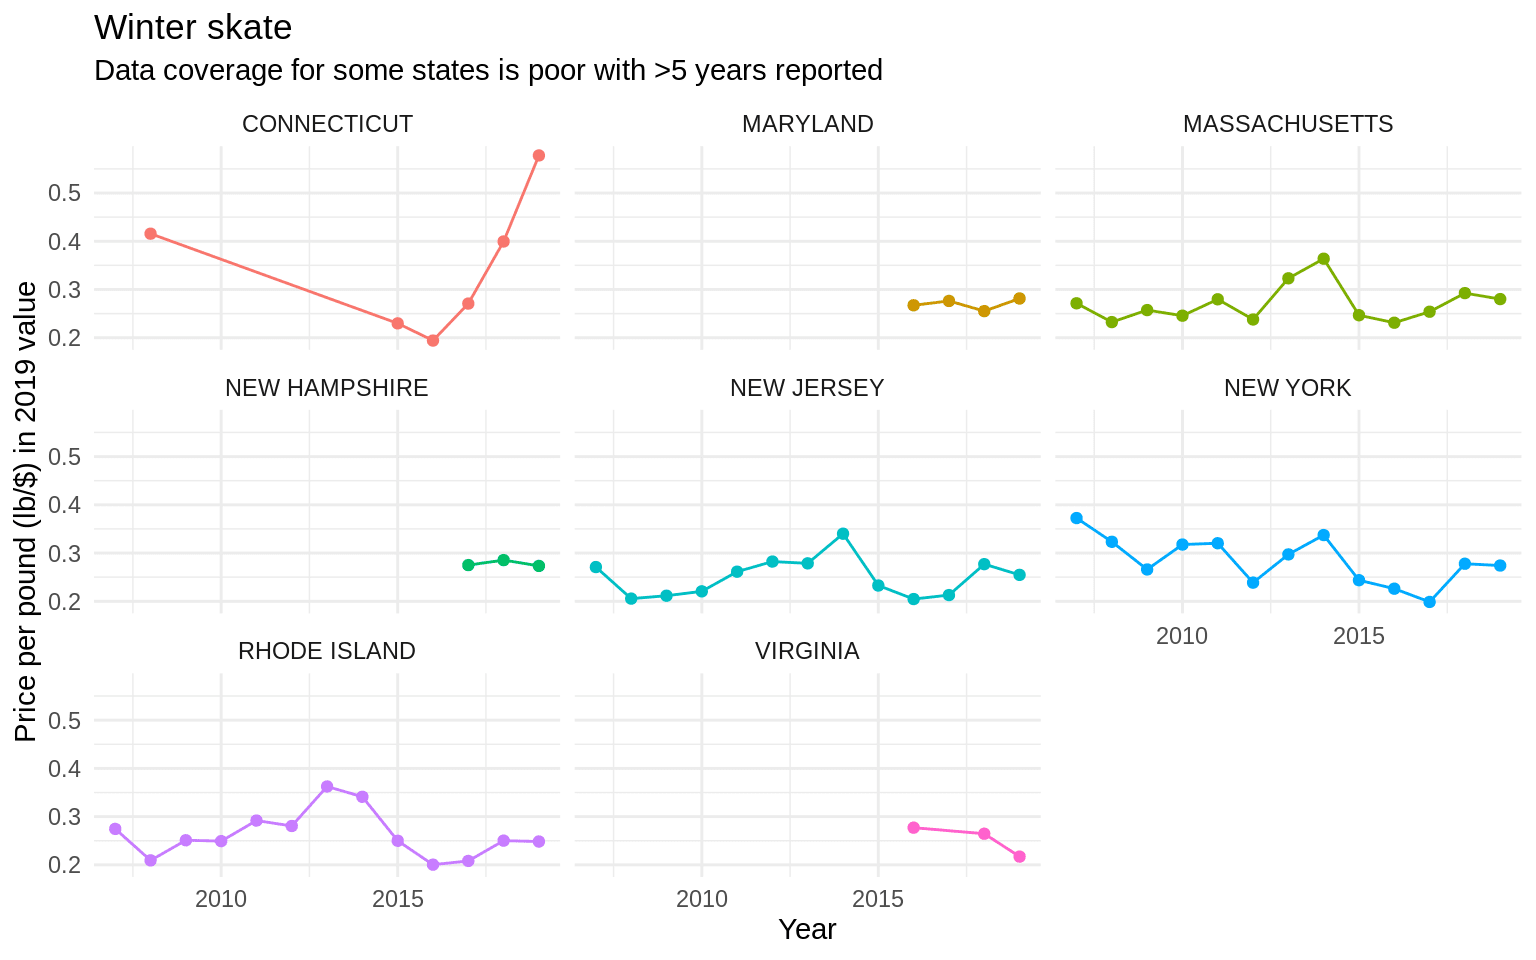 Winter skate
Data coverage for some states is poor with >5 years reported
CONNECTICUT
MARYLAND
MASSACHUSETTS
0.5
0.4
0.3
0.2
NEW HAMPSHIRE
NEW JERSEY
NEW YORK
0.5
0.4
0.3
0.2
2010
2015
RHODE ISLAND
VIRGINIA
0.5
0.4
0.3
0.2
2010
2015
2010
2015
Year
Price per pound (lb/$) in 2019 value